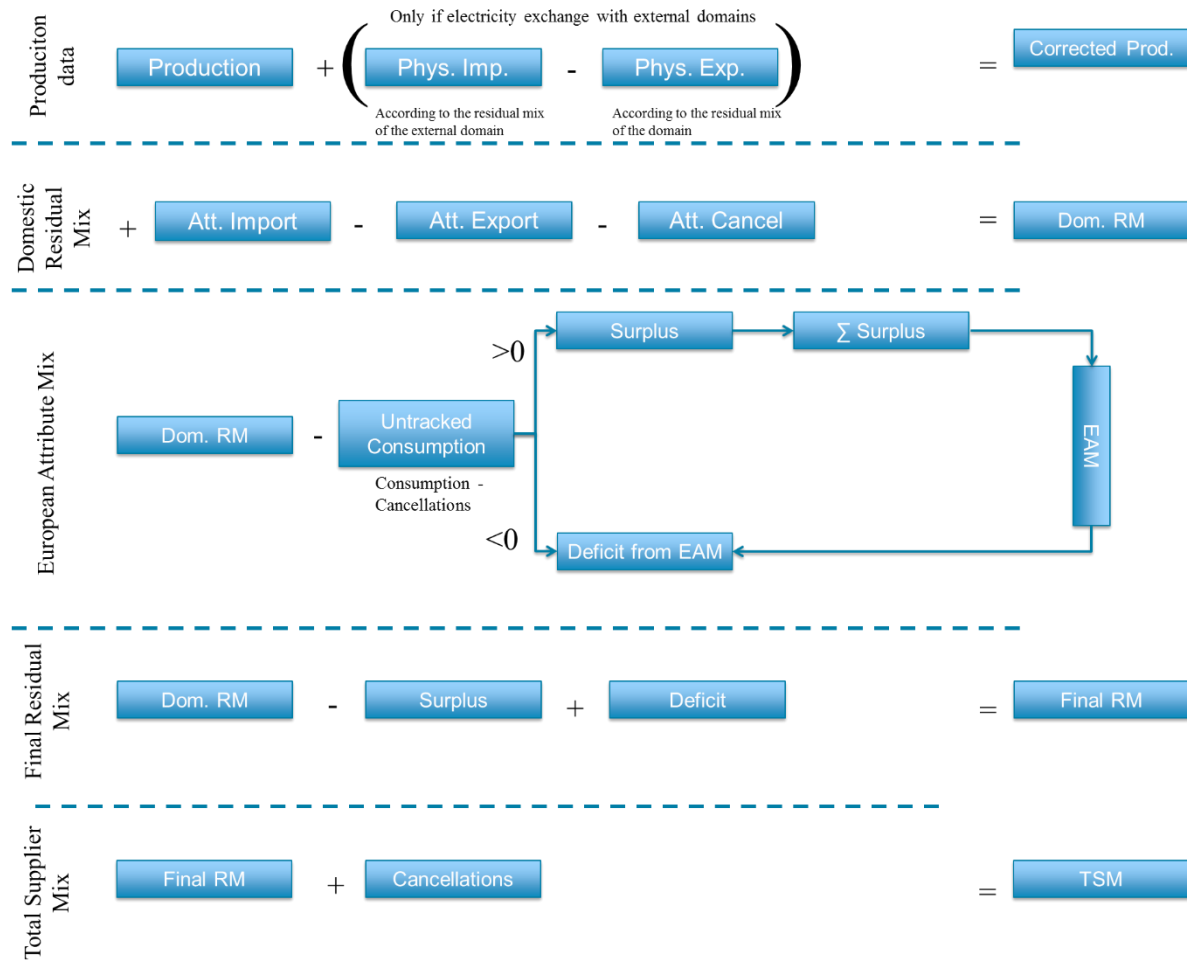 Produciton
data
Only if electricity exchange with external domains
Production
+
(
Phys. Imp.
-
Phys. Exp.
)
=
Corrected Prod.
According to the residual mix
of the external domain
According to the residual mix
of the domain
Domestic
Residual
Mix
+
Att. Import
-
Att. Export
-
Att. Cancel
=
Dom. RM
European Attribute Mix
Dom. RM
-
Untracked
Consumption
Consumption -
Cancellations
>0
Surplus
∑ Surplus
EAM
<0
Deficit from EAM
Final Residual
Mix
Dom. RM
-
Surplus
+
Deficit
=
Final RM
Total Supplier
Mix
Final RM
+
Cancellations
=
TSM